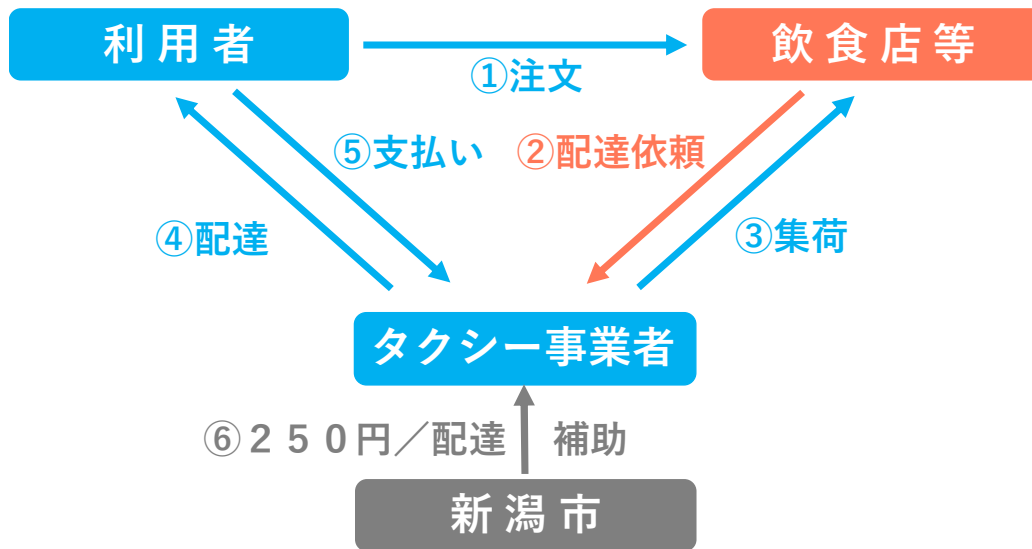 利用者
飲食店等
①注文
⑤支払い
②配達依頼
④配達
③集荷
タクシー事業者
⑥２５０円／配達 補助
新潟市